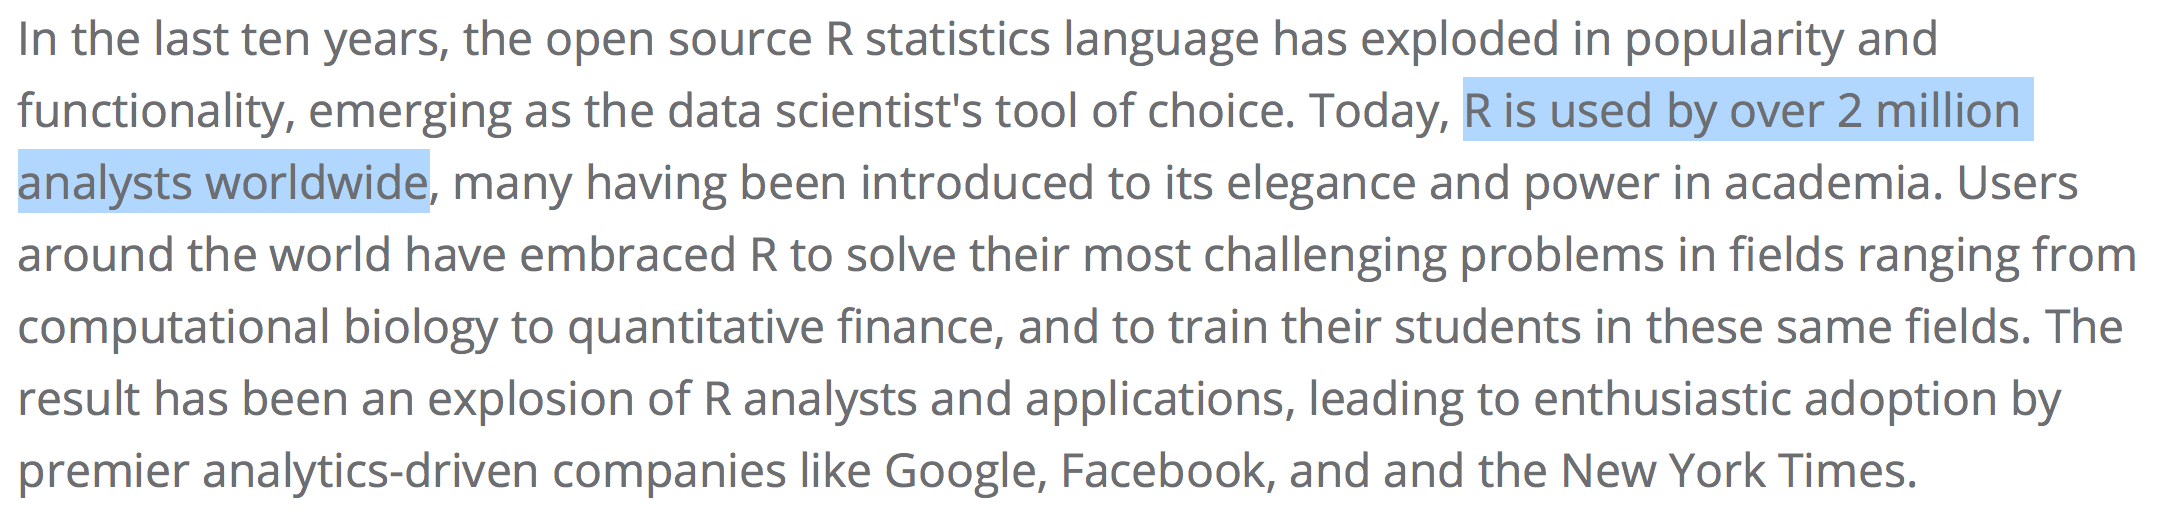 In the last ten years, the open source R statistics language has exploded in popularity and
functionality, emerging as the data scientist's tool of choice. Today, R is used by over 2 million
analysts worldwide, many having been introduced to its elegance and power in academia. Users
around the world have embraced R to solve their most challenging problems in fields ranging from
computational biology to quantitative finance, and to train their students in these same fields. The
result has been an explosion of R analysts and applications, leading to enthusiastic adoption by
premier analytics-driven companies like Google, Facebook, and and the New York Times.